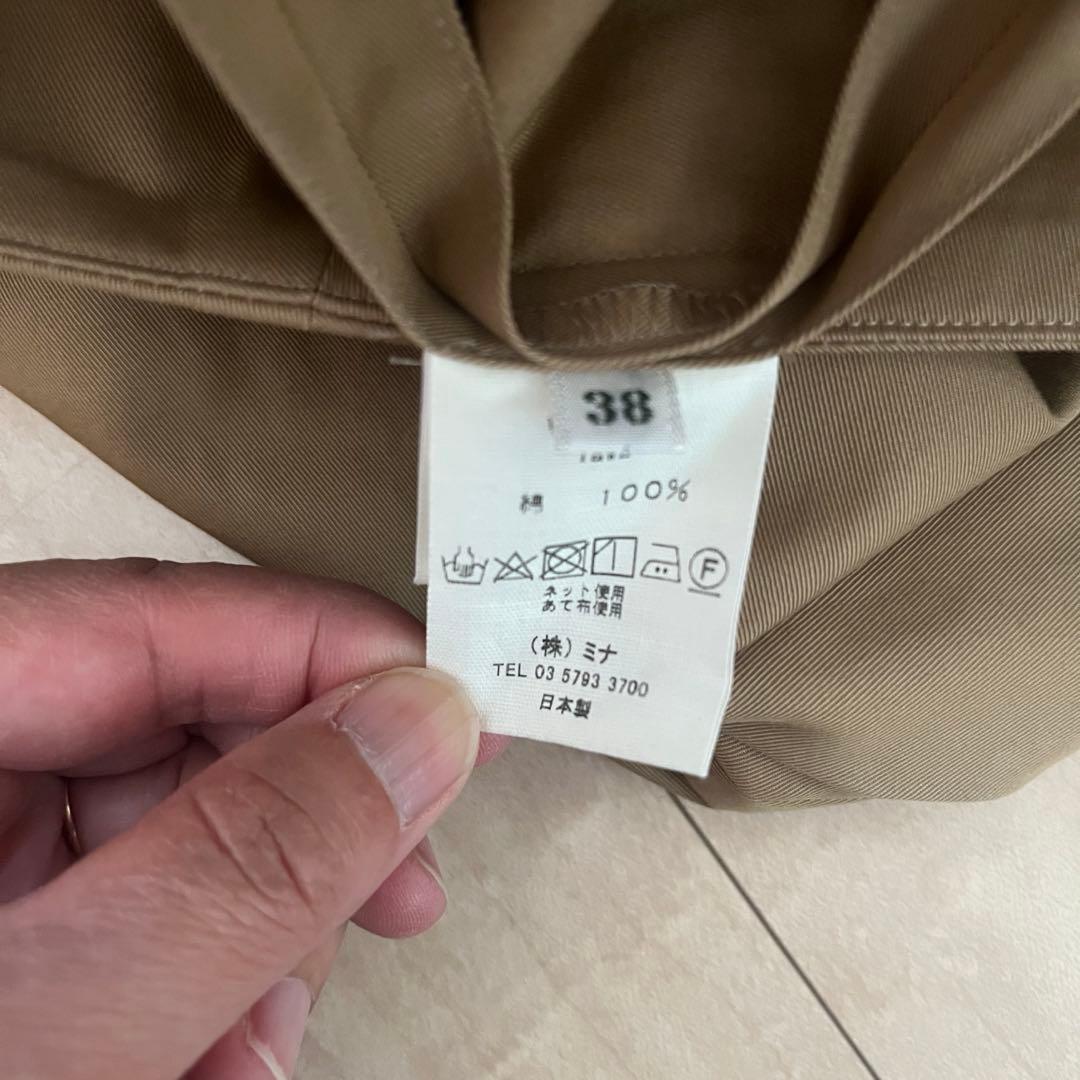 38
綿 100%
F
ネット使用
あて布使用
(株) ミナ
TEL 03 5793 3700
日本製